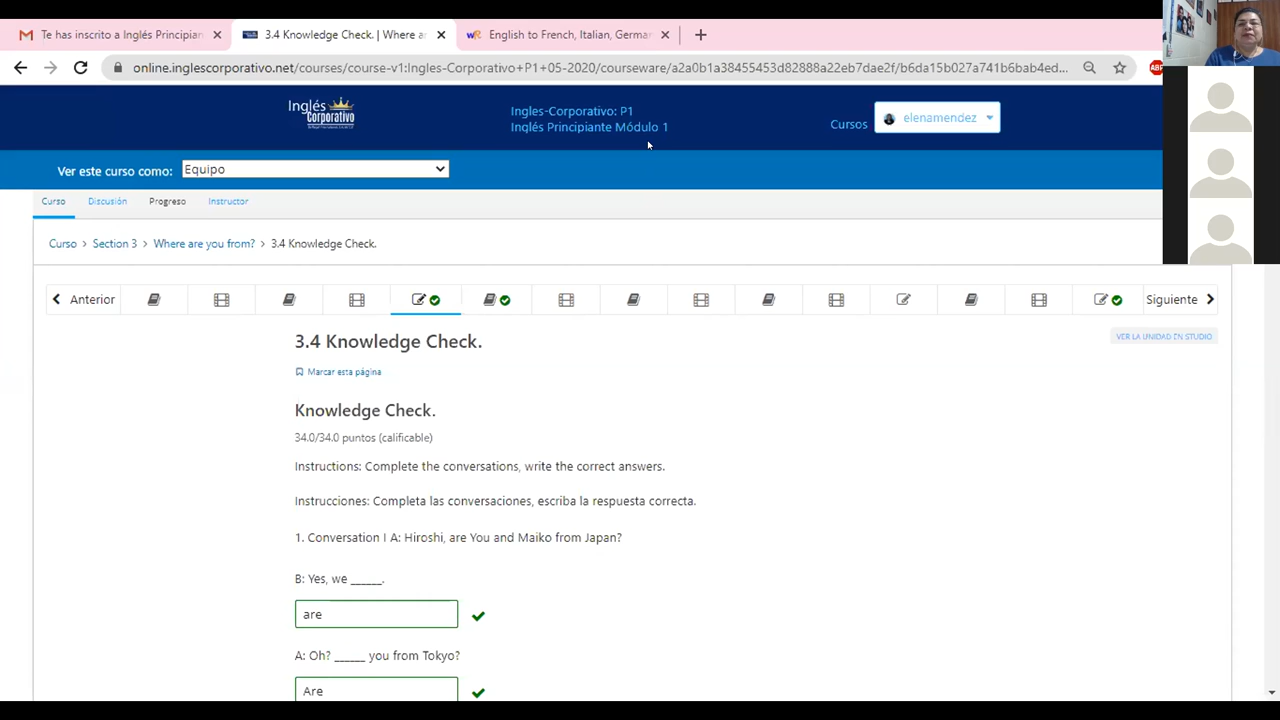 Te has inscrito a Inglés Principian
3.4 Knowledge Check. | Where a
English to French, Italian, Germa
online.inglescorporativo.net/courses/course-v1:Ingles-Corporativo+P1+05-2020/courseware/a2a0b1a38455453d82888a22eb7dae2f/b6da15b027a741b6bab4ed...
Inglés
Corporativo
Ingles-Corporativo: P1
Inglés Principiante Módulo 1
Cursos
elenamendez
Ver este curso como:
Equipo
Curso
Discusión
Progreso
Instructor
Curso > Section 3 > Where are you from? > 3.4 Knowledge Check.
Anterior
Siguiente
3.4 Knowledge Check.
VER LA UNIDAD EN STUDIO
Marcar esta página
Knowledge Check.
34.0/34.0 puntos (calificable)
Instructions: Complete the conversations, write the correct answers.
Instrucciones: Completa las conversaciones, escriba la respuesta correcta.
1. Conversation I A: Hiroshi, are You and Maiko from Japan?
B: Yes, we ______.
are
A: Oh? ______ you from Tokyo?
Are